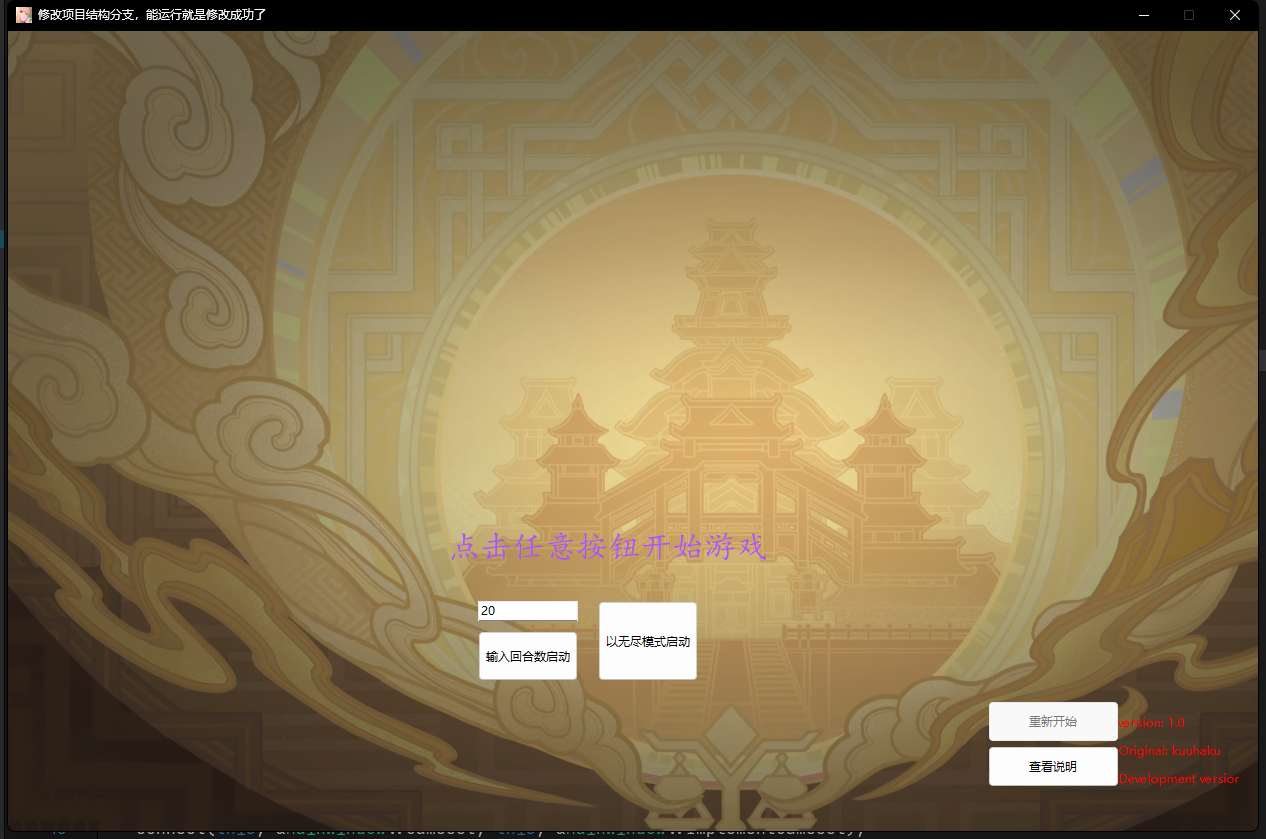 修改项目结构分支，能运行就是修改成功了
点击任意按钮开始游戏
20
输入回合数启动
以无尽模式启动
重新开始
查看说明
version: 1.0
Original: kuuhaku
Development versior